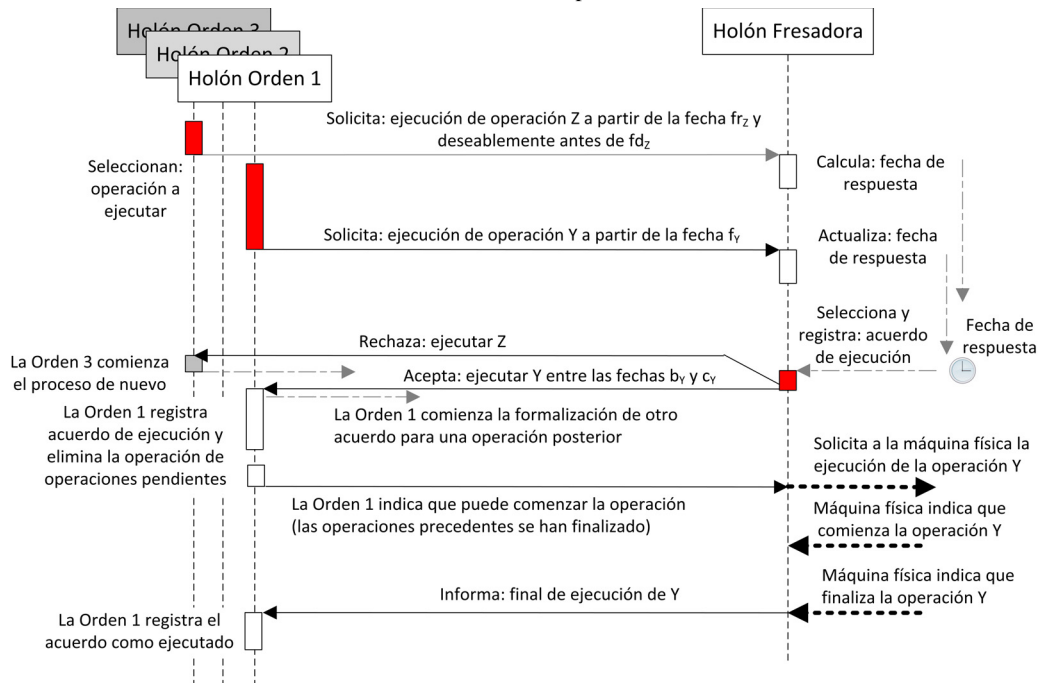 Holón Orden 3
Holón Orden 2
Holón Orden 1
Holón Fresadora
Solicita: ejecución de operación Z a partir de la fecha frZ y
deseablemente antes de fdZ
Seleccionan:
operación a
ejecutar
Calcula: fecha de
respuesta
Solicita: ejecución de operación Y a partir de la fecha fY
Actualiza: fecha
de respuesta
Selecciona y
registra: acuerdo
de ejecución
Fecha de
respuesta
Rechaza: ejecutar Z
La Orden 3 comienza
el proceso de nuevo
Acepta: ejecutar Y entre las fechas bY y cY
La Orden 1 registra
acuerdo de ejecución y
elimina la operación de
operaciones pendientes
La Orden 1 comienza la formalización de otro
acuerdo para una operación posterior
Solicita a la máquina física la
ejecución de la operación Y
La Orden 1 indica que puede comenzar la operación
(las operaciones precedentes se han finalizado)
Máquina física indica que
comienza la operación Y
Máquina física indica que
finaliza la operación Y
Informa: final de ejecución de Y
La Orden 1 registra el
acuerdo como ejecutado